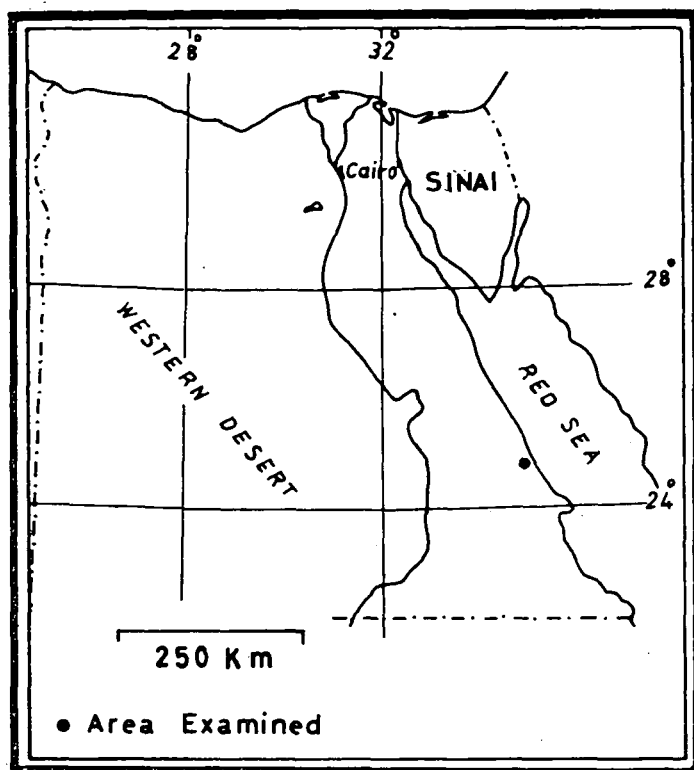 28° 32°
Cairo SINAI
28°
WESTERN DESERT
RED SEA
24°
250 Km
● Area Examined